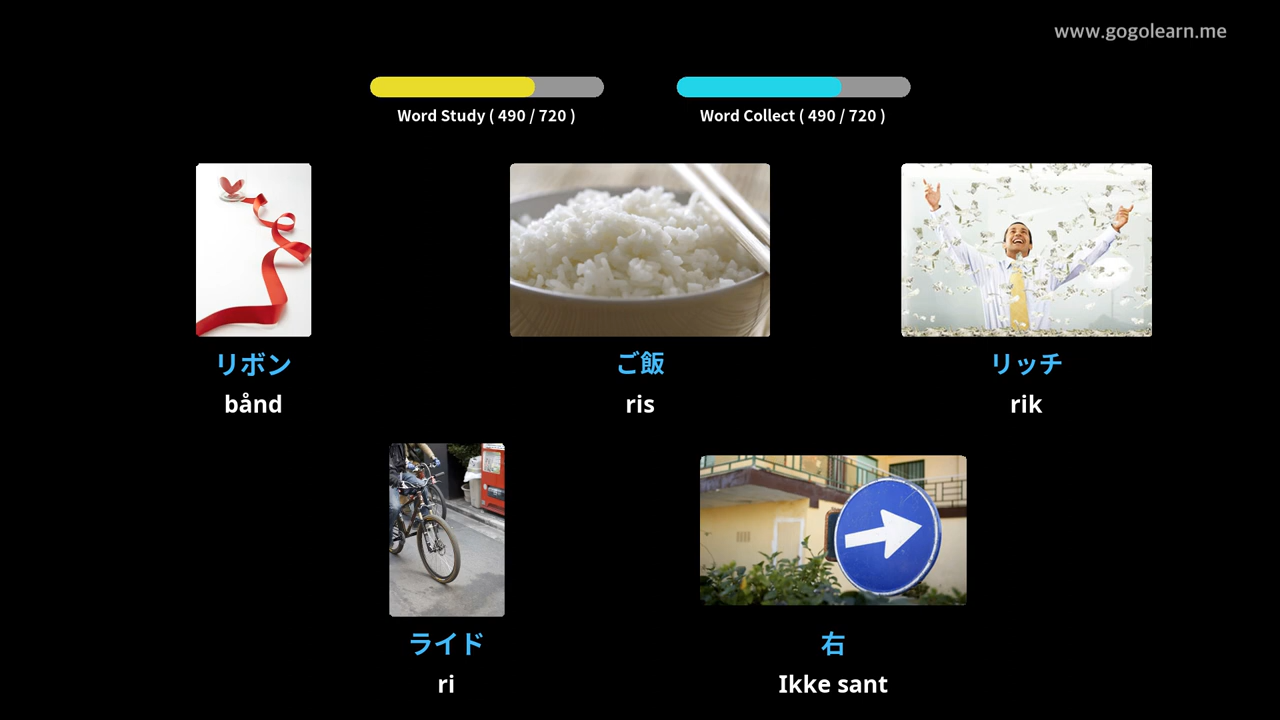 www.gogolearn.me
Word Study ( 490 / 720 )
Word Collect ( 490 / 720 )
リボン
bånd
ご飯
ris
リッチ
rik
ライド
ri
右
Ikke sant